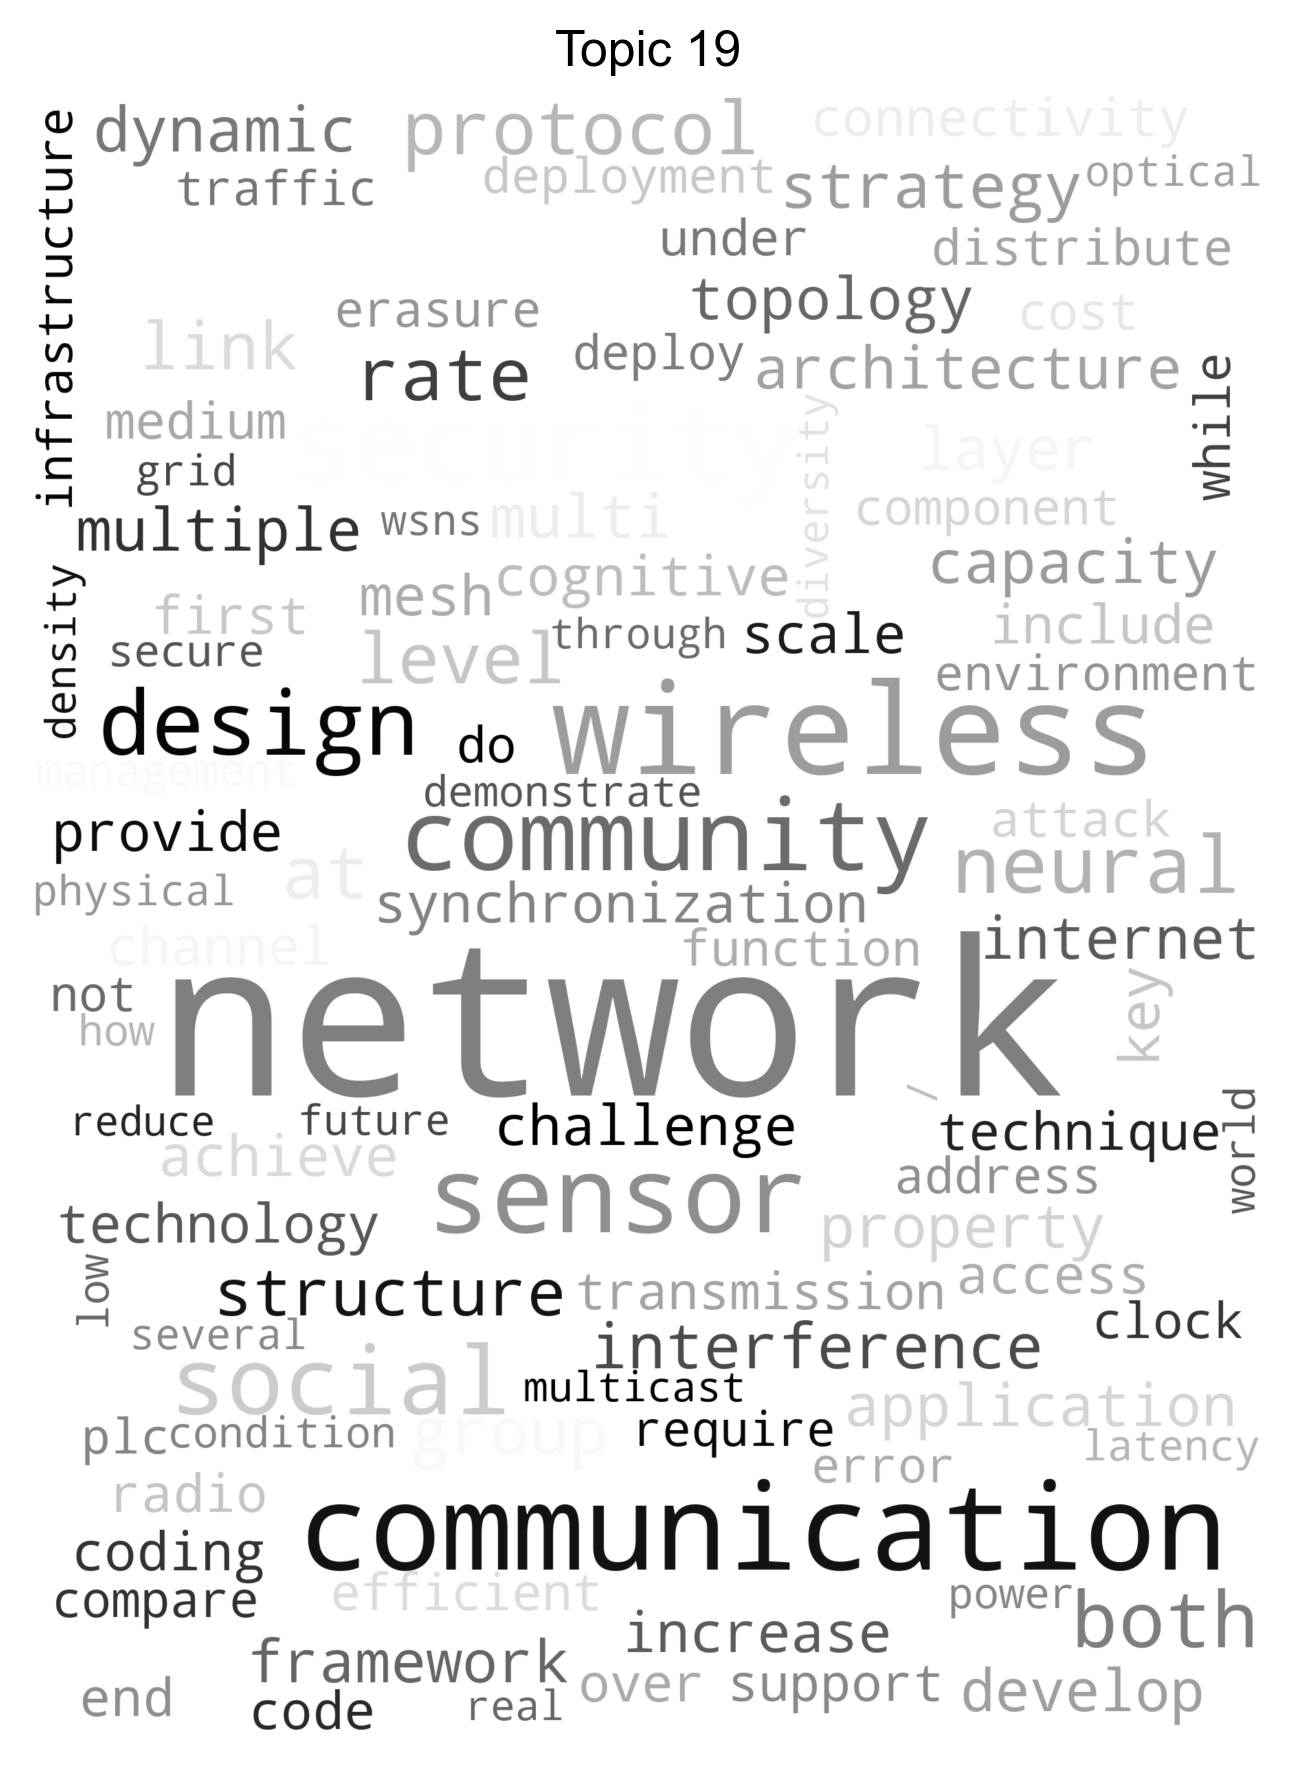 Topic 19
dynamic protocol connectivity
traffic deployment strategy optical
infrastructure
under distribute
erasure topology cost
link rate deploy architecture
while
medium security layer
diversity
grid
multiple wsns multi component
density
mesh cognitive capacity
first
secure level through scale include
environment
design do wireless
management
demonstrate
provide community attack
at neural
physical synchronization
channel function internet
not network key
how
/
reduce future challenge technique
world
achieve
sensor address
technology property
low
structure transmission access
several interference clock
social multicast
plc condition group require application
latency
radio error
coding communication
compare efficient power
increase both
framework
end code real over support develop